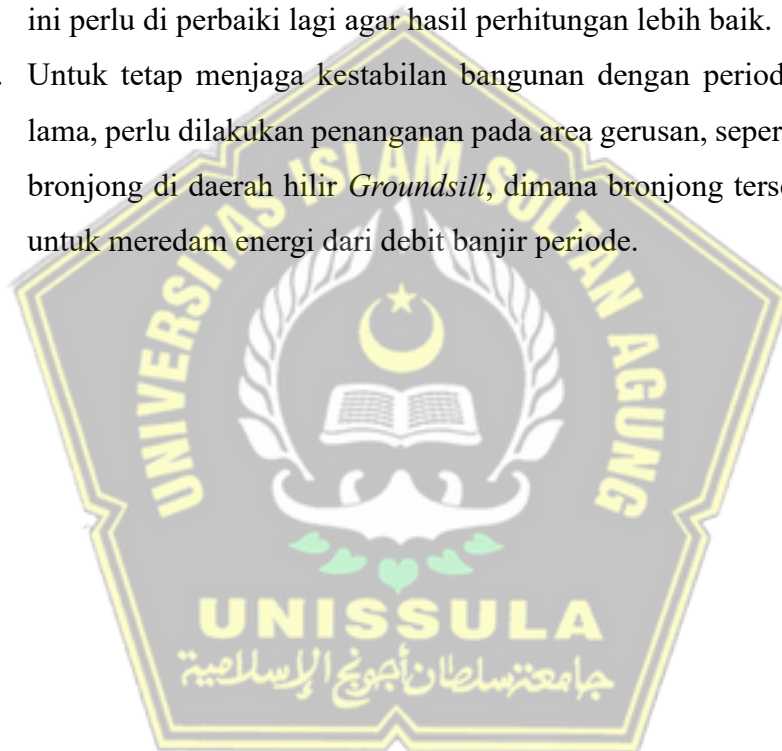 ini perlu di perbaiki lagi agar hasil perhitungan lebih baik.
. Untuk tetap menjaga kestabilan bangunan dengan period
lama, perlu dilakukan penanganan pada area gerusan, seper
bronjong di daerah hilir Groundsill, dimana bronjong terse
untuk meredam energi dari debit banjir periode.
UNIVERSITAS ISLAM SULTAN AGUNG
UNISSULA
جامعنسلطان أجونج الإسلامية